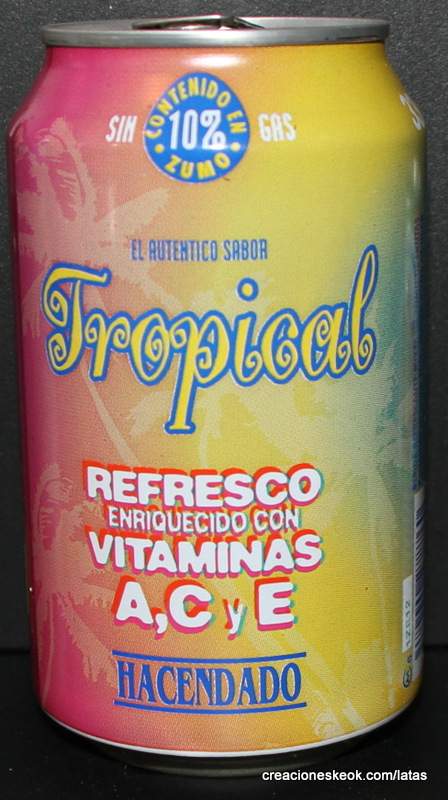 CONTENIDO EN
SIN 10% GAS
ZUMO
EL AUTENTICO SABOR
Tropical
REFRESCO
ENRIQUECIDO CON
VITAMINAS
A,C y E
HACENDADO
creacioneskeok.com/latas